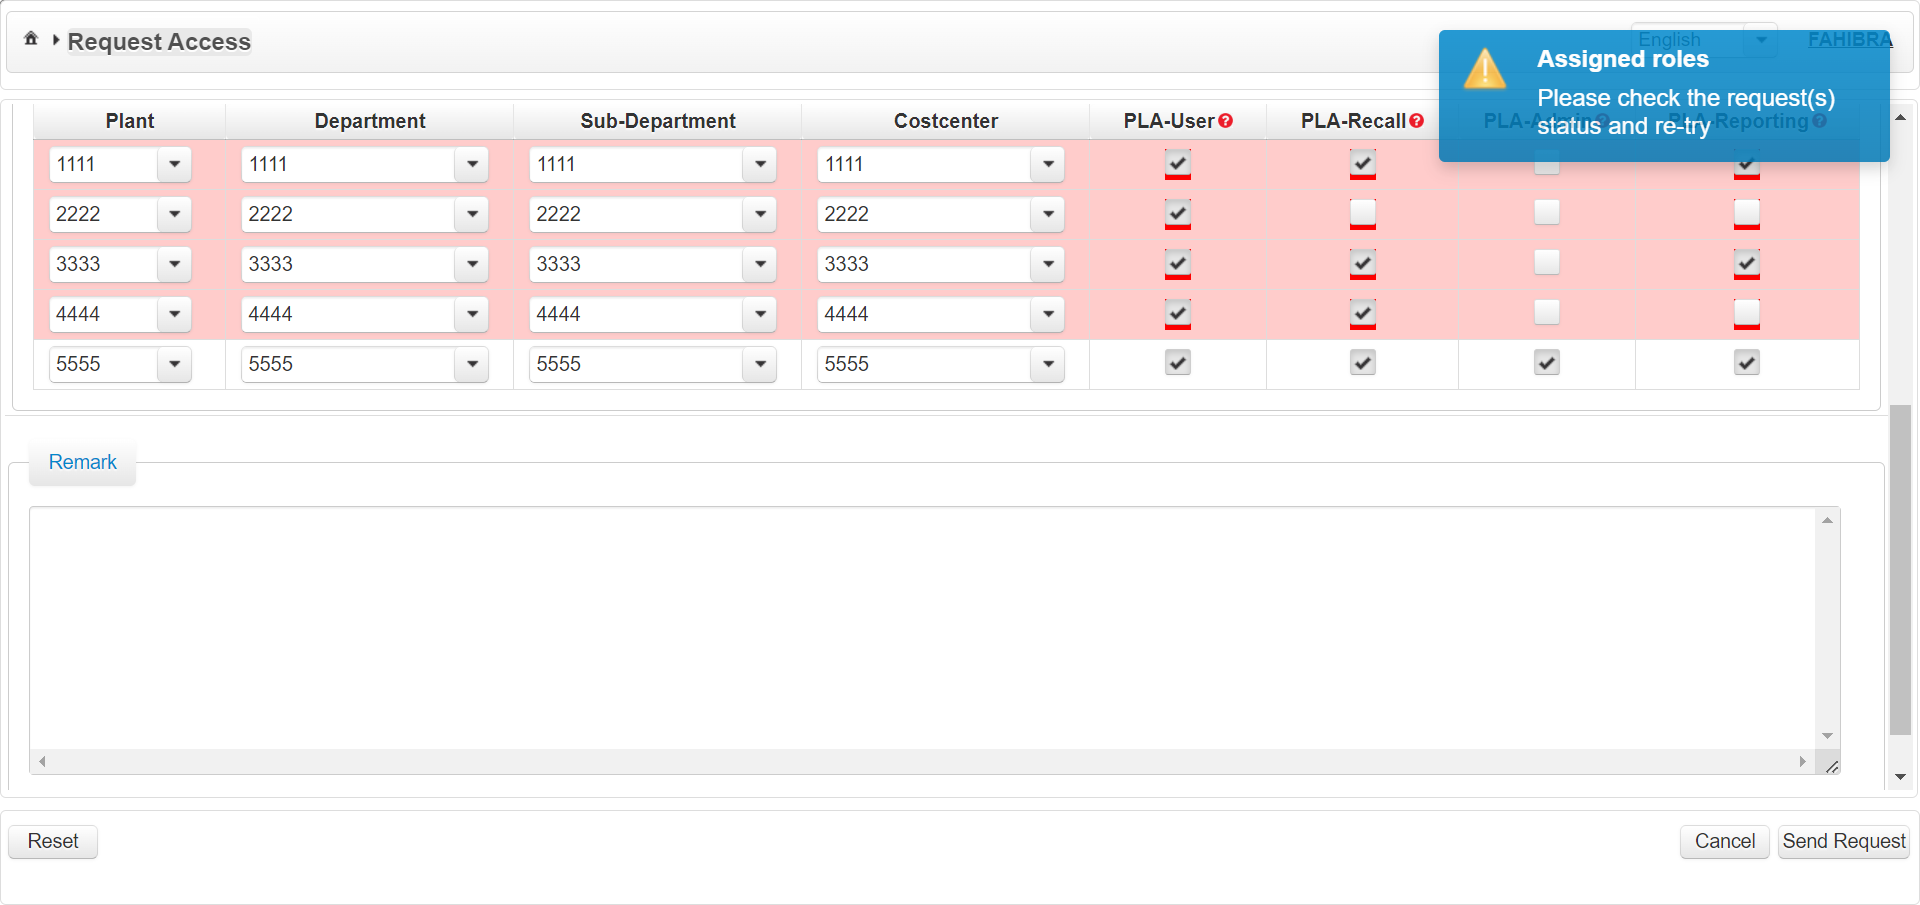 Request Access
English
FAHIBRA
Assigned roles
Please check the request(s)
status and re-try
Plant Department Sub-Department Costcenter PLA-User PLA-Recall PLA-Admin PLA-Reporting
1111 1111 1111 1111
2222 2222 2222 2222
3333 3333 3333 3333
4444 4444 4444 4444
5555 5555 5555 5555
Remark
Reset Cancel Send Request